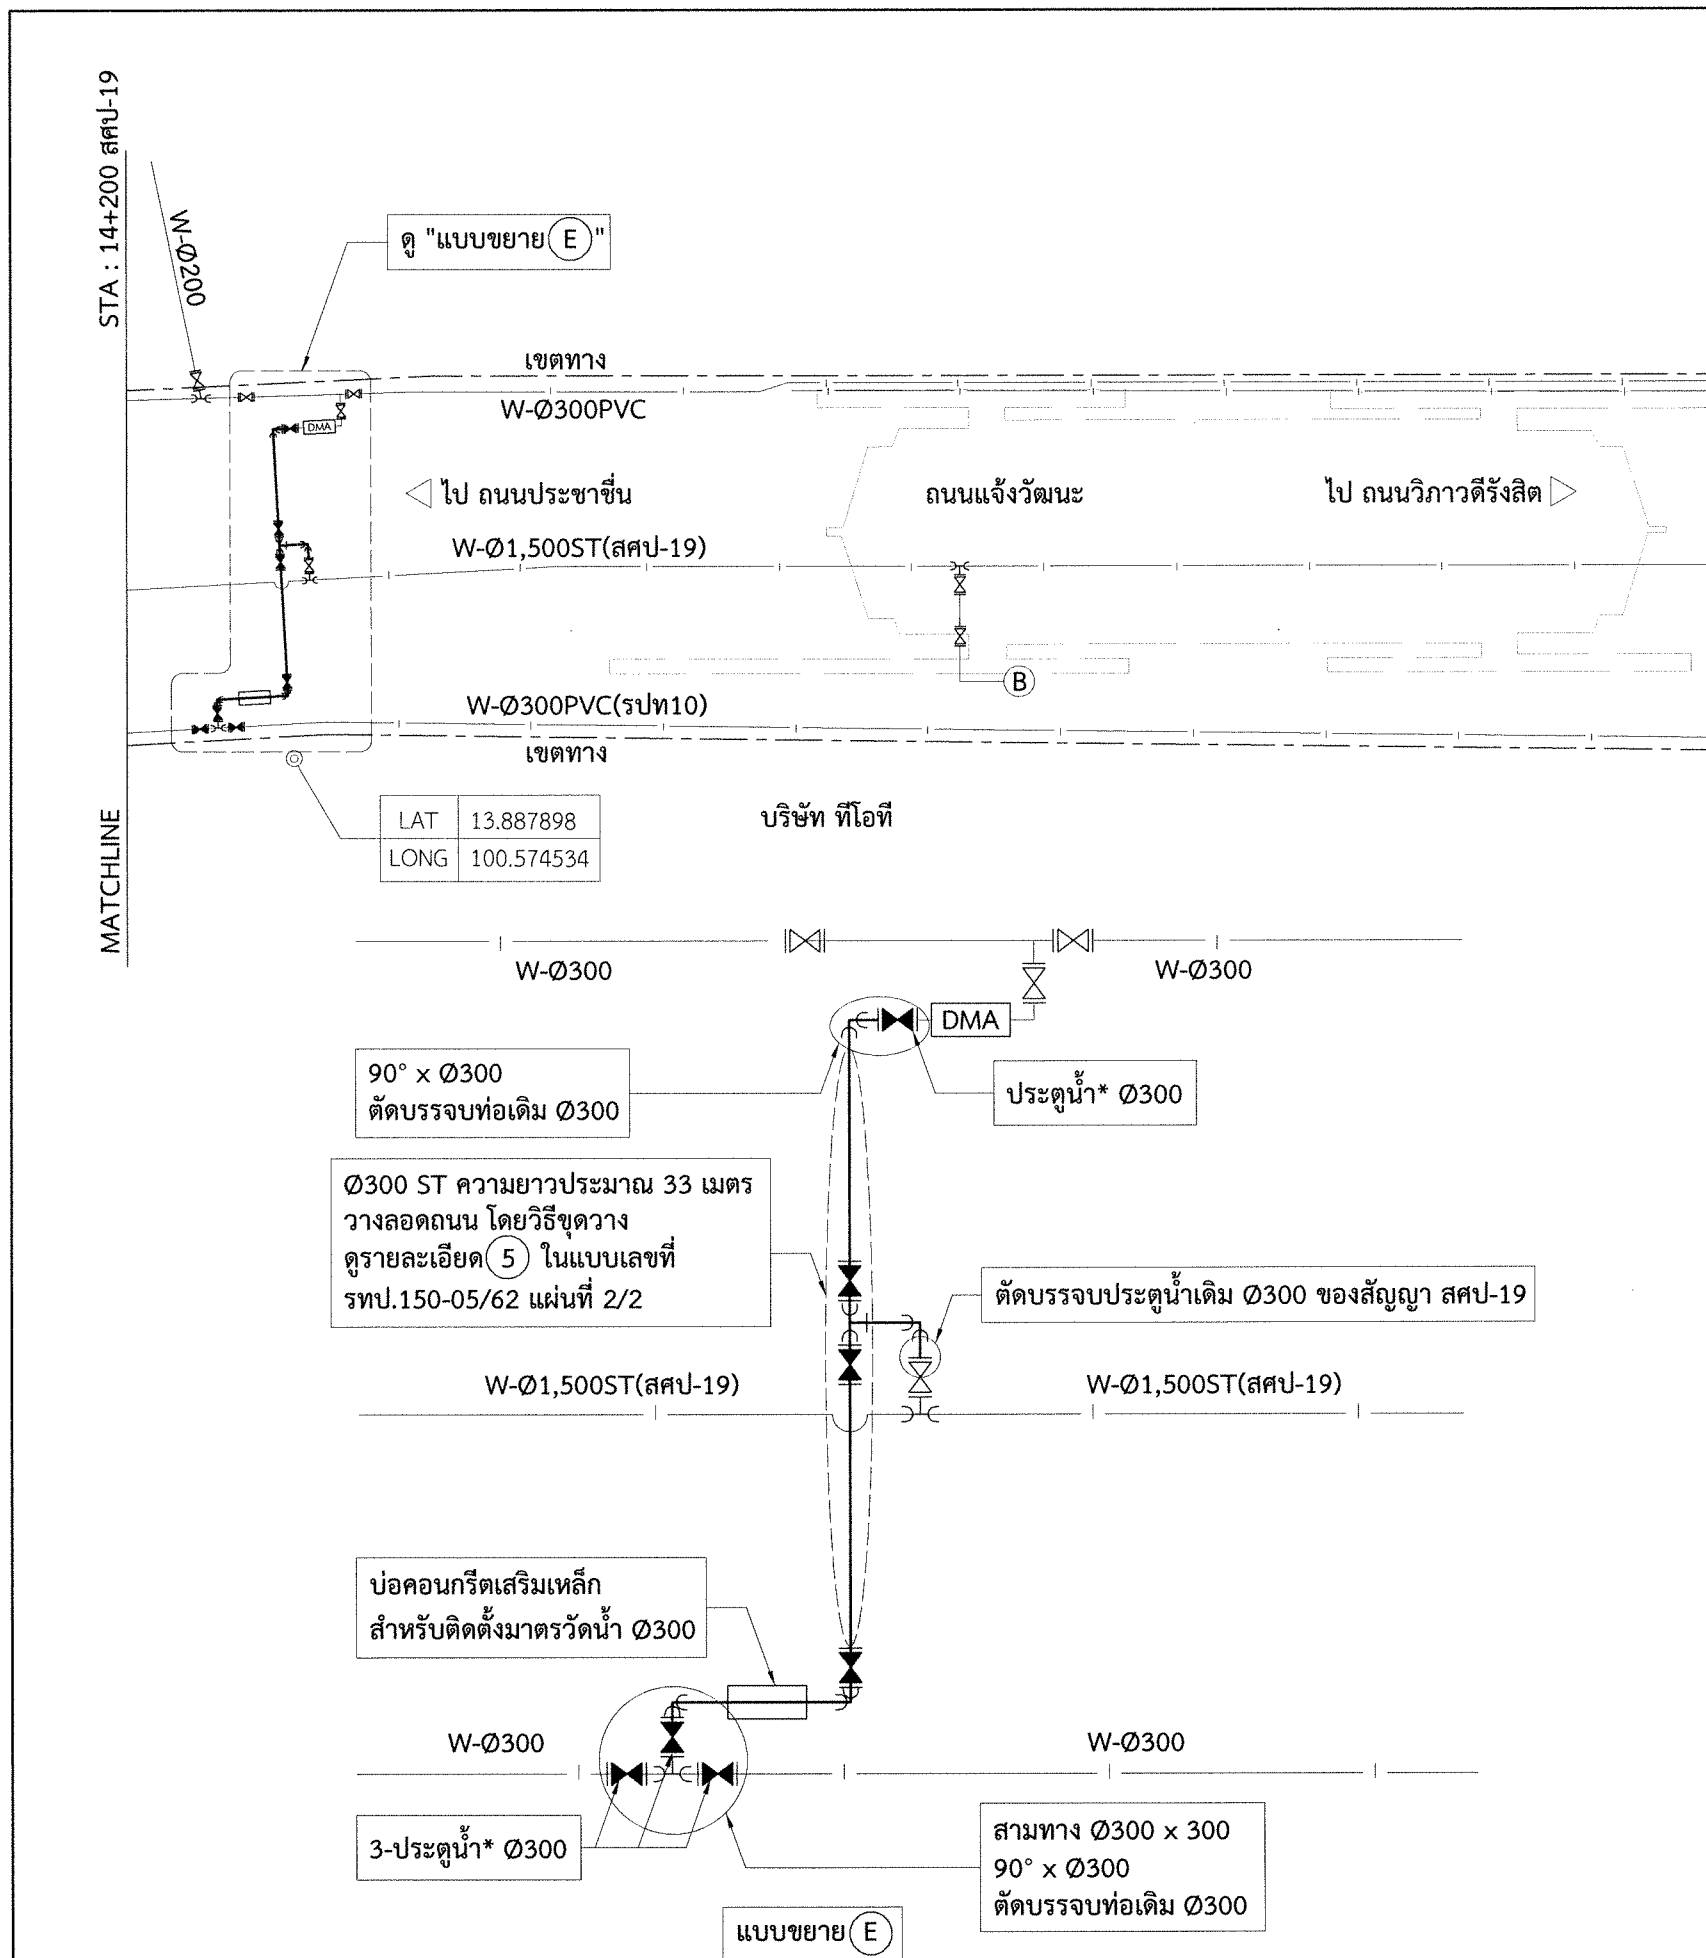 STA : 14+200 สศป-19
W-Ø200
ดู "แบบขยาย E "
เขตทาง
W-Ø300PVC
DMA
ไป ถนนประชาชื่น
ถนนแจ้งวัฒนะ
ไป ถนนวิภาวดีรังสิต
W-Ø1,500ST(สศป-19)
B
W-Ø300PVC(รปท10)
เขตทาง
MATCHLINE
LAT 13.887898
LONG 100.574534
บริษัท ทีโอที
W-Ø300
W-Ø300
DMA
90° x Ø300
ตัดบรรจบท่อเดิม Ø300
ประตูน้ำ* Ø300
Ø300 ST ความยาวประมาณ 33 เมตร
วางลอดถนน โดยวิธีขุดวาง
ดูรายละเอียด 5 ในแบบเลขที่
รทป.150-05/62 แผ่นที่ 2/2
ตัดบรรจบประตูน้ำเดิม Ø300 ของสัญญา สศป-19
W-Ø1,500ST(สศป-19)
W-Ø1,500ST(สศป-19)
บ่อคอนกรีตเสริมเหล็ก
สำหรับติดตั้งมาตรวัดน้ำ Ø300
W-Ø300
W-Ø300
3-ประตูน้ำ* Ø300
สามทาง Ø300 x 300
90° x Ø300
ตัดบรรจบท่อเดิม Ø300
แบบขยาย E